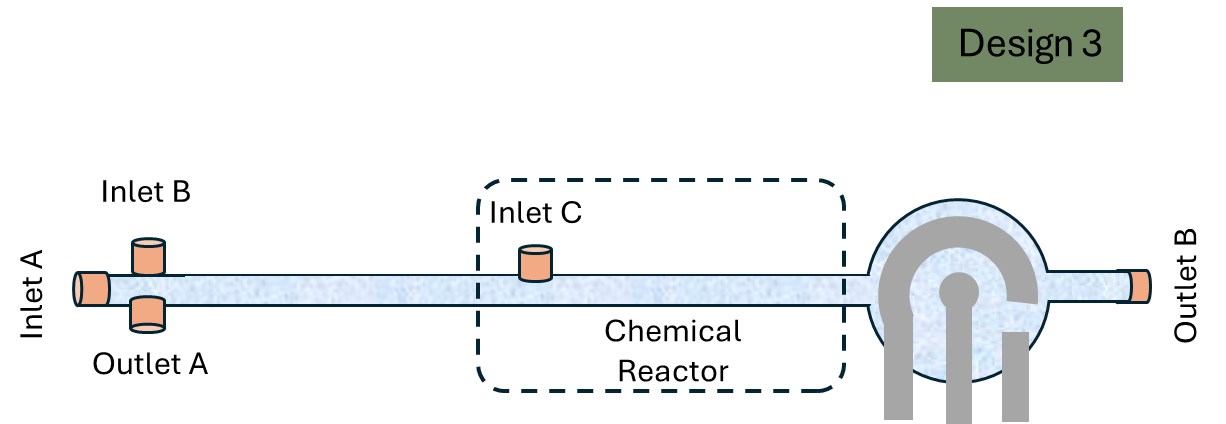 Design 3
Inlet B
Inlet C
Inlet A
Outlet B
Chemical
Reactor
Outlet A